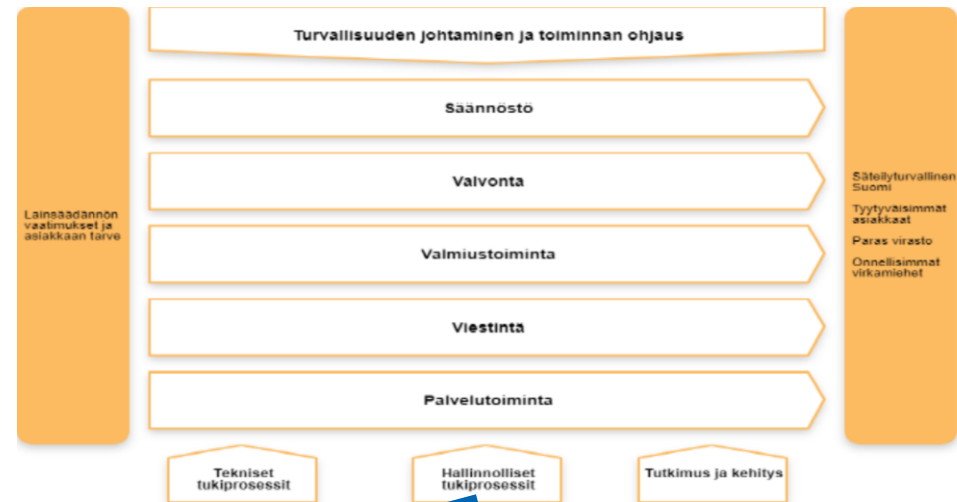 Turvallisuuden johtaminen ja toiminnan ohjaus
Lainsäädännön
vaatimukset ja
asiakkaan tarve
Säännöstö
Valvonta
Valmiustoiminta
Viestintä
Palvelutoiminta
Säteilyturvallinen
Suomi
Tyytyväisimmät
asiakkaat
Paras virasto
Onnellisimmat
virkamiehet
Tekniset
tukiprosessit
Hallinnolliset
tukiprosessit
Tutkimus ja kehitys